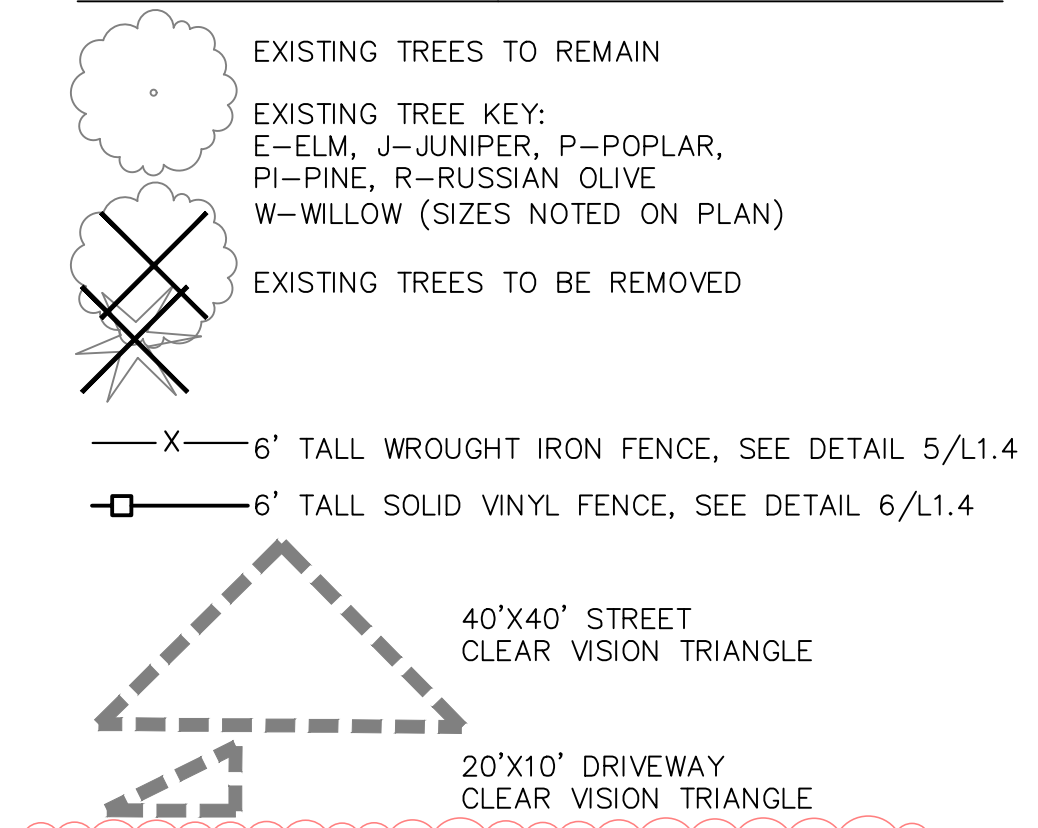 EXISTING TREES TO REMAIN
EXISTING TREE KEY:
E-ELM, J-JUNIPER, P-POPLAR,
PI-PINE, R-RUSSIAN OLIVE
W-WILLOW (SIZES NOTED ON PLAN)
EXISTING TREES TO BE REMOVED
X
6' TALL WROUGHT IRON FENCE, SEE DETAIL 5/L1.4
6' TALL SOLID VINYL FENCE, SEE DETAIL 6/L1.4
40'X40' STREET
CLEAR VISION TRIANGLE
20'X10' DRIVEWAY
CLEAR VISION TRIANGLE